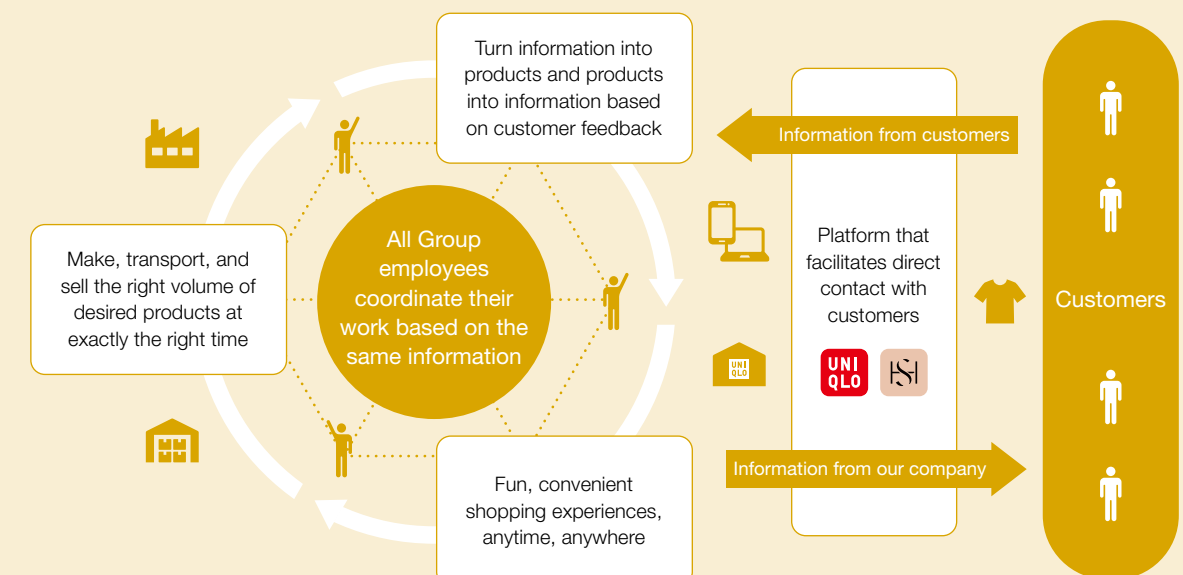 Turn information into
products and products
into information based
on customer feedback
Information from customers
All Group
employees
coordinate their
work based on the
same information
Make, transport, and
sell the right volume of
desired products at
exactly the right time
Platform that
facilitates direct
contact with
customers
Customers
UNI
QLO
UNI
QLO
Information from our company
Fun, convenient
shopping experiences,
anytime, anywhere